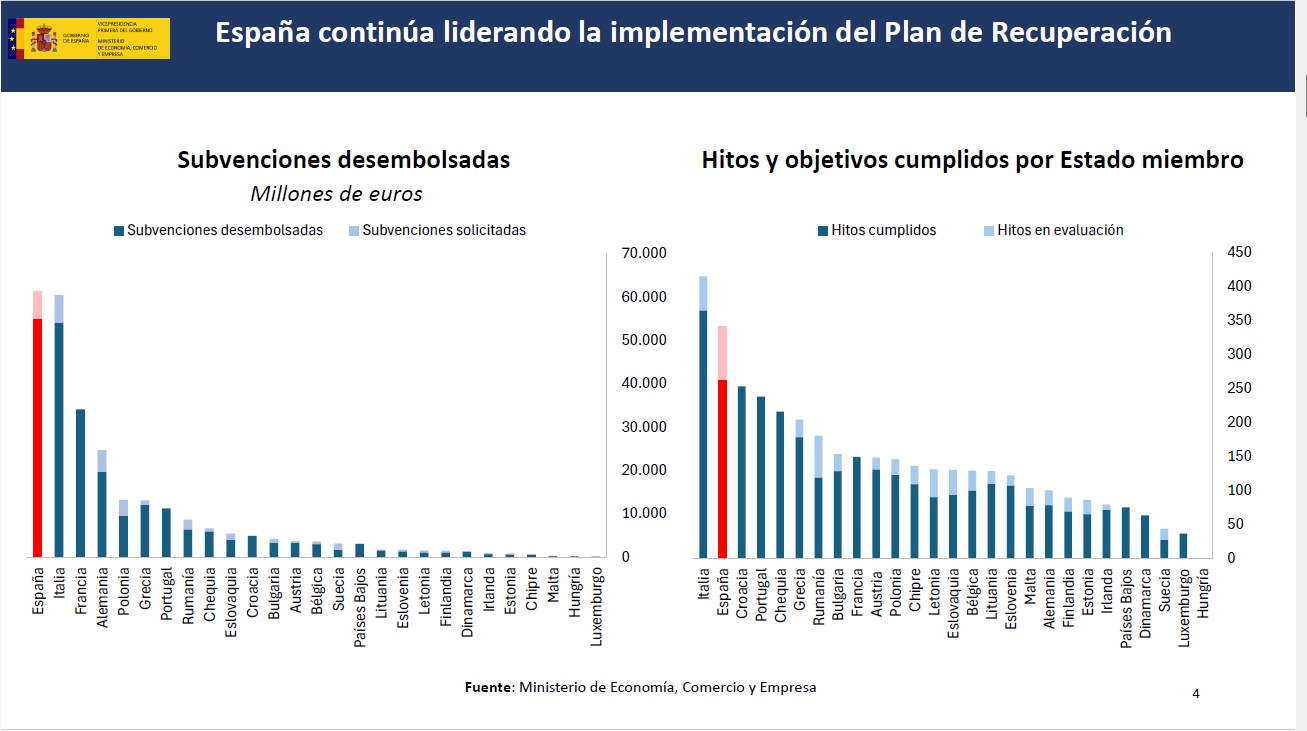 GOBIERNO
DE ESPAÑA
VICEPRESIDENCIA
PRIMERA DEL GOBIERNO
MINISTERIO
DE ECONOMÍA, COMERCIO
Y EMPRESA
España continúa liderando la implementación del Plan de Recuperación
Subvenciones desembolsadas
Millones de euros
Subvenciones desembolsadas
Subvenciones solicitadas
70.000
60.000
50.000
40.000
30.000
20.000
10.000
0
España
Italia
Francia
Alemania
Polonia
Grecia
Portugal
Rumanía
Chequia
Eslovaquia
Croacia
Bulgaria
Austria
Bélgica
Suecia
Países Bajos
Lituania
Eslovenia
Letonia
Finlandia
Dinamarca
Irlanda
Estonia
Chipre
Malta
Hungría
Luxemburgo
Hitos y objetivos cumplidos por Estado miembro
Hitos cumplidos
Hitos en evaluación
450
400
350
300
250
200
150
100
50
0
Italia
España
Croacia
Portugal
Chequia
Grecia
Rumanía
Bulgaria
Francia
Austria
Polonia
Chipre
Letonia
Eslovaquia
Bélgica
Lituania
Eslovenia
Malta
Alemania
Finlandia
Estonia
Irlanda
Países Bajos
Dinamarca
Suecia
Luxemburgo
Hungría
Fuente: Ministerio de Economía, Comercio y Empresa
4